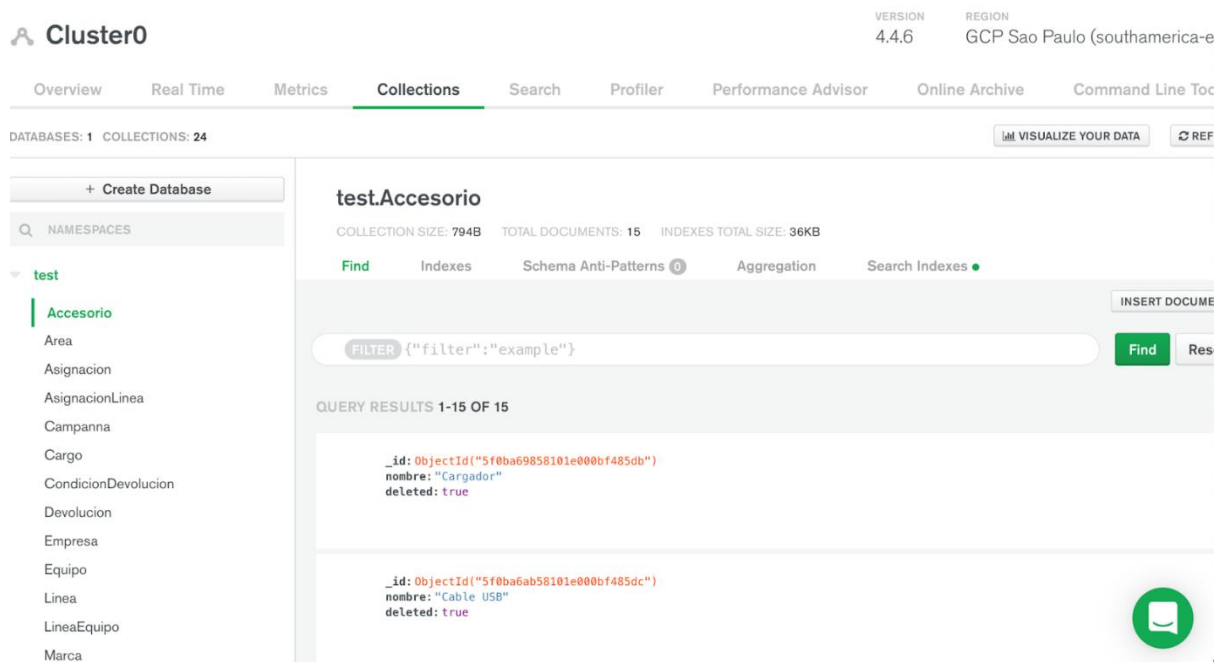 Cluster0
VERSION
4.4.6
REGION
GCP Sao Paulo (southamerica-e
Overview Real Time Metrics Collections Search Profiler Performance Advisor Online Archive Command Line Too
DATABASES: 1 COLLECTIONS: 24
VISUALIZE YOUR DATA
REF
+ Create Database
NAMESPACES
test
Accesorio
Area
Asignacion
AsignacionLinea
Campanna
Cargo
CondicionDevolucion
Devolucion
Empresa
Equipo
Linea
LineaEquipo
Marca
test.Accesorio
COLLECTION SIZE: 794B TOTAL DOCUMENTS: 15 INDEXES TOTAL SIZE: 36KB
Find Indexes Schema Anti-Patterns 0 Aggregation Search Indexes
INSERT DOCUME
FILTER {"filter":"example"}
Find
Res
QUERY RESULTS 1-15 OF 15
_id: ObjectId("5f0ba69858101e000bf485db")
nombre: "Cargador"
deleted: true
_id: ObjectId("5f0ba6ab58101e000bf485dc")
nombre: "Cable USB"
deleted: true